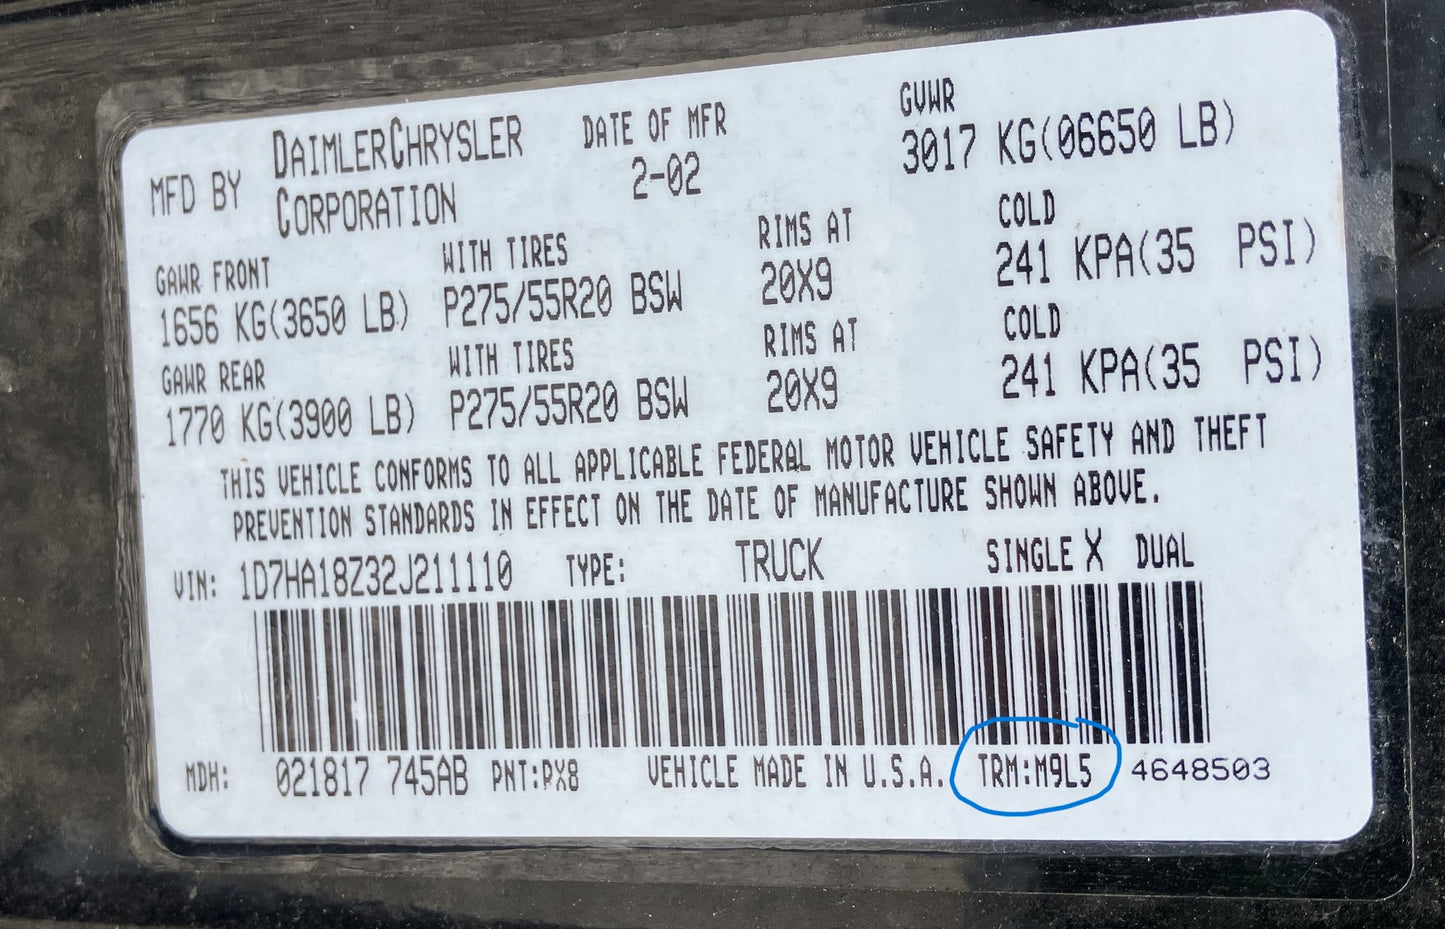 MFD BY DAIMLERCHRYSLER CORPORATION DATE OF MFR 2-02 GVWR 3017 KG(06650 LB)
GAWR FRONT WITH TIRES RIMS AT COLD
1656 KG(3650 LB) P275/55R20 BSW 20X9 241 KPA(35 PSI)
GAWR REAR WITH TIRES RIMS AT COLD
1770 KG(3900 LB) P275/55R20 BSW 20X9 241 KPA(35 PSI)
THIS VEHICLE CONFORMS TO ALL APPLICABLE FEDERAL MOTOR VEHICLE SAFETY AND THEFT
PREVENTION STANDARDS IN EFFECT ON THE DATE OF MANUFACTURE SHOWN ABOVE.
VIN: 1D7HA18Z32J211110 TYPE: TRUCK SINGLE X DUAL
MDH: 021817 745AB PNT:PX8 VEHICLE MADE IN U.S.A. TRM:M9L5 4648503